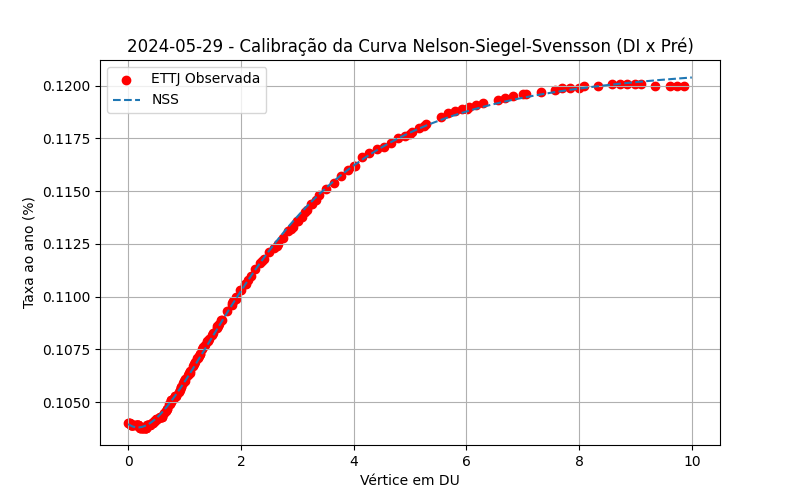 2024-05-29 - Calibração da Curva Nelson-Siegel-Svensson (DI x Pré)
ETTJ Observada
NSS
Taxa ao ano (%)
0.1200
0.1175
0.1150
0.1125
0.1100
0.1075
0.1050
0 2 4 6 8 10
Vértice em DU